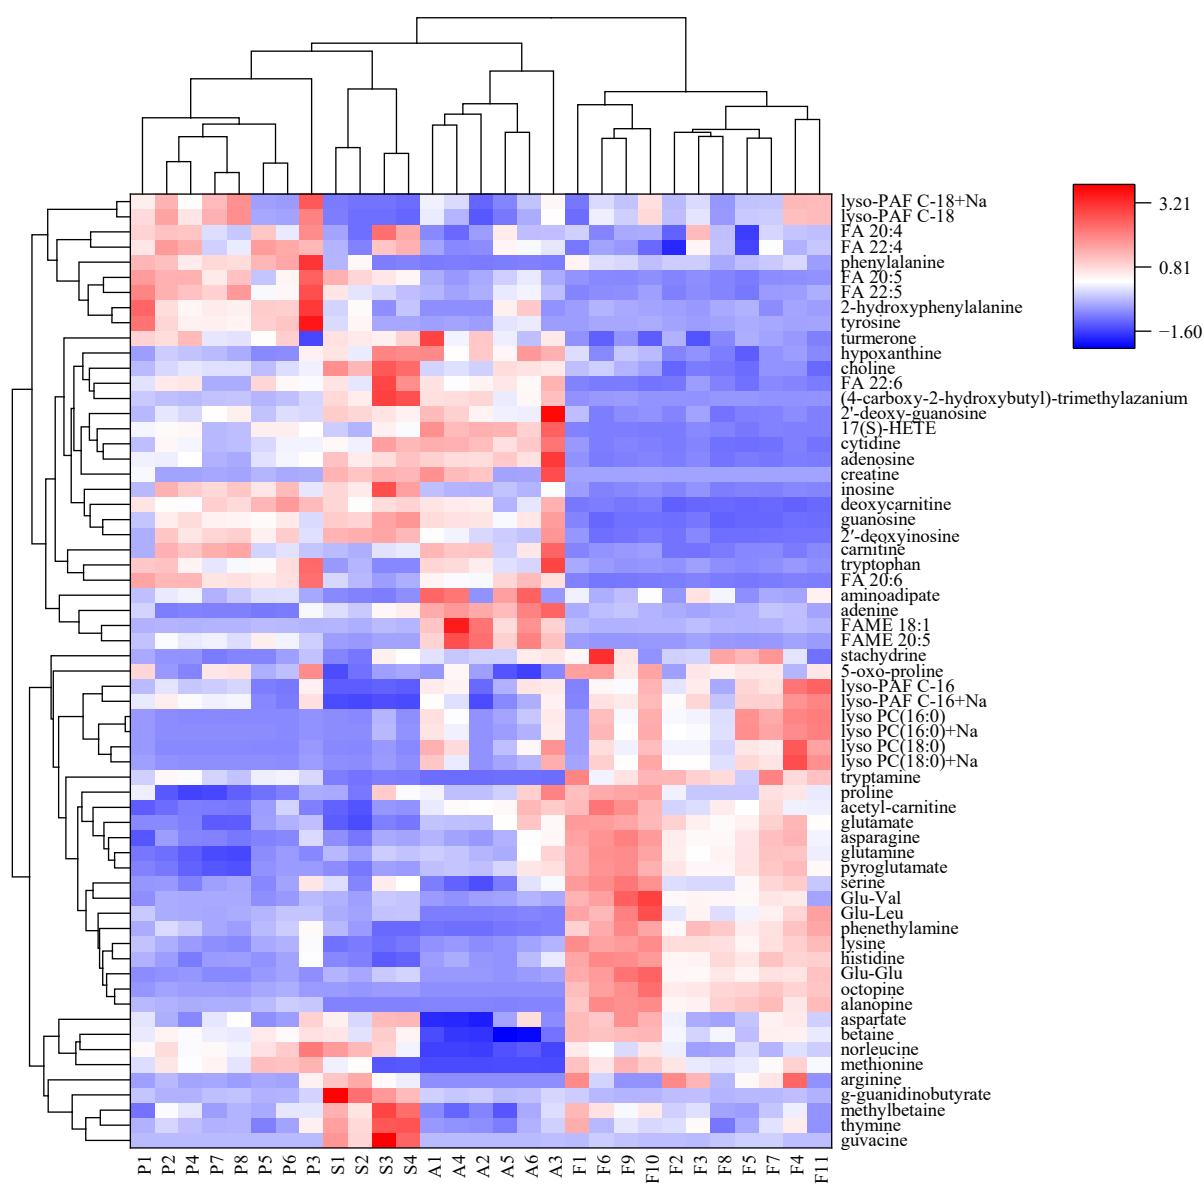 3.21
0.81
−1.60
lyso-PAF C-18+Na
lyso-PAF C-18
FA 20:4
FA 22:4
phenylalanine
FA 20:5
FA 22:5
2-hydroxyphenylalanine
tyrosine
turmerone
hypoxanthine
choline
FA 22:6
(4-carboxy-2-hydroxybutyl)-trimethylazanium
2'-deoxy-guanosine
17(S)-HETE
cytidine
adenosine
creatine
inosine
deoxycarnitine
guanosine
2′-deoxyinosine
carnitine
tryptophan
FA 20:6
aminoadipate
adenine
FAME 18:1
FAME 20:5
stachydrine
5-oxo-proline
lyso-PAF C-16
lyso-PAF C-16+Na
lyso PC(16:0)
lyso PC(16:0)+Na
lyso PC(18:0)
lyso PC(18:0)+Na
tryptamine
proline
acetyl-carnitine
glutamate
asparagine
glutamine
pyroglutamate
serine
Glu-Val
Glu-Leu
phenethylamine
lysine
histidine
Glu-Glu
octopine
alanopine
aspartate
betaine
norleucine
methionine
arginine
g-guanidinobutyrate
methylbetaine
thymine
guvacine
P1 P2 P4 P7 P8 P5 P6 P3 S1 S2 S3 S4 A1 A4 A2 A5 A6 A3 F1 F6 F9 F10 F2 F3 F8 F5 F7 F4 F11